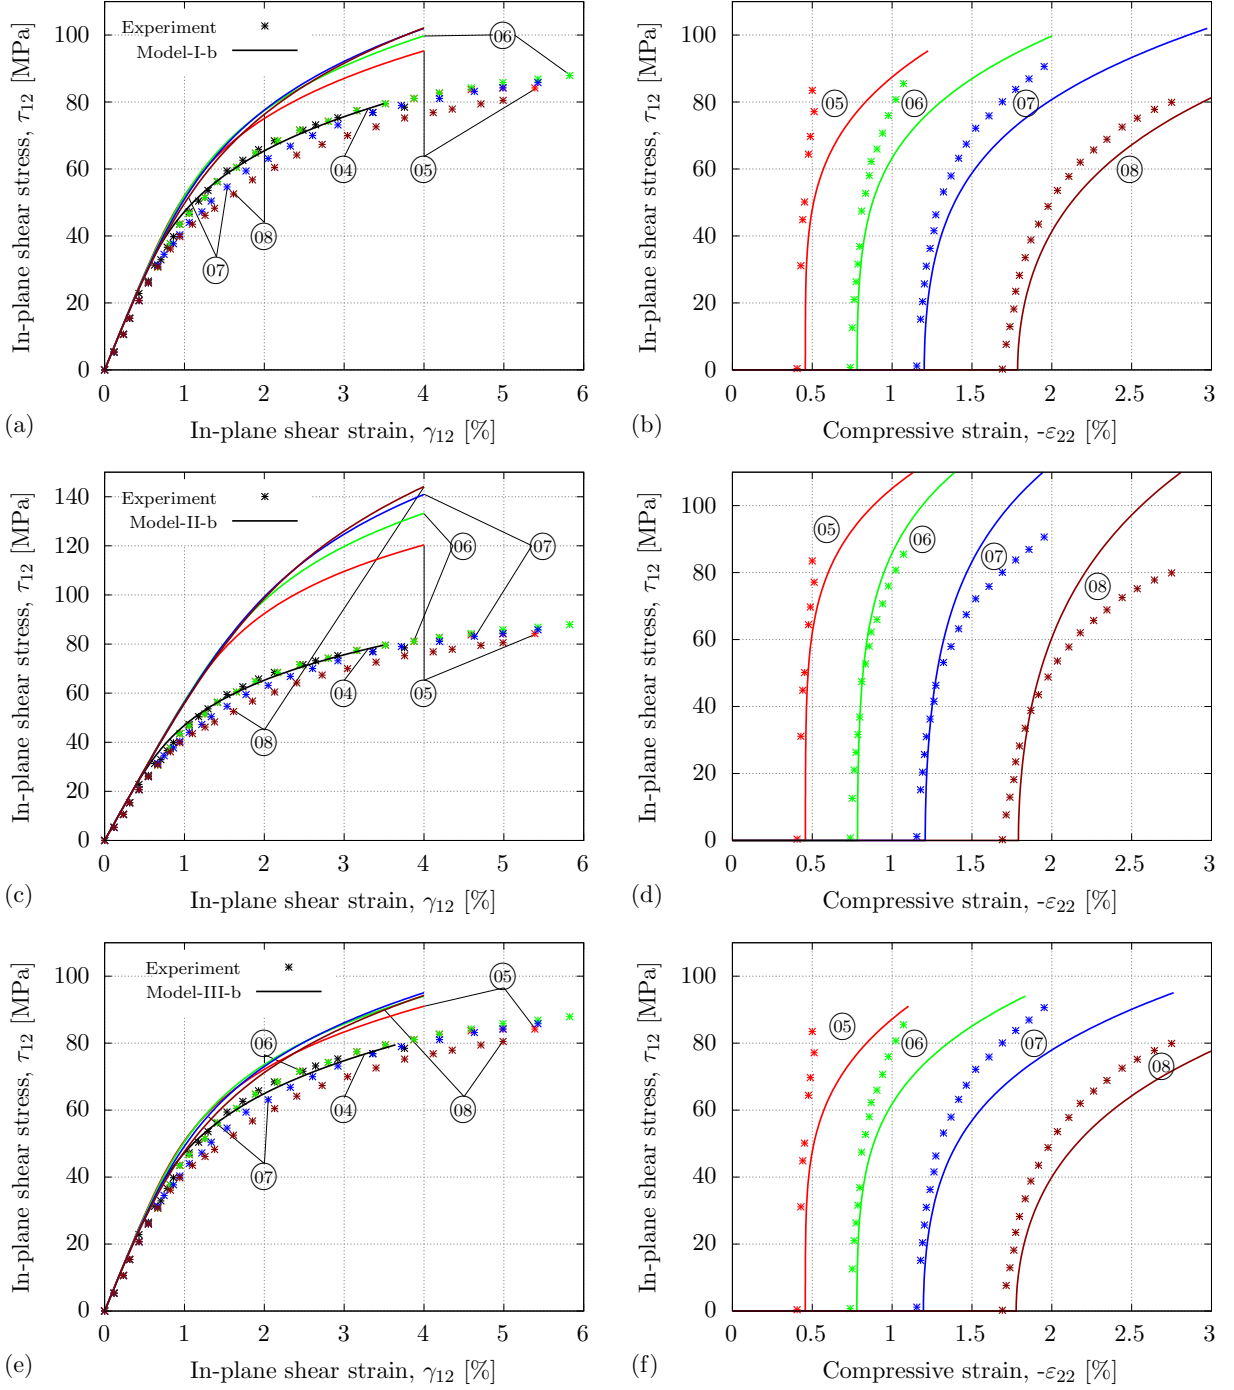 Experiment
Model-I-b
In-plane shear stress, τ12 [MPa]
100
80
60
40
20
0
0 1 2 3 4 5 6
06
04
05
08
07
(a) In-plane shear strain, γ12 [%]
In-plane shear stress, τ12 [MPa]
100
80
60
40
20
0
0 0.5 1 1.5 2 2.5 3
05
06
07
08
(b) Compressive strain, -ε22 [%]
Experiment
Model-II-b
In-plane shear stress, τ12 [MPa]
140
120
100
80
60
40
20
0
0 1 2 3 4 5 6
06
07
04
05
08
(c) In-plane shear strain, γ12 [%]
In-plane shear stress, τ12 [MPa]
100
80
60
40
20
0
0 0.5 1 1.5 2 2.5 3
05
06
07
08
(d) Compressive strain, -ε22 [%]
Experiment
Model-III-b
In-plane shear stress, τ12 [MPa]
100
80
60
40
20
0
0 1 2 3 4 5 6
05
06
04
08
07
(e) In-plane shear strain, γ12 [%]
In-plane shear stress, τ12 [MPa]
100
80
60
40
20
0
0 0.5 1 1.5 2 2.5 3
05
06
07
08
(f) Compressive strain, -ε22 [%]